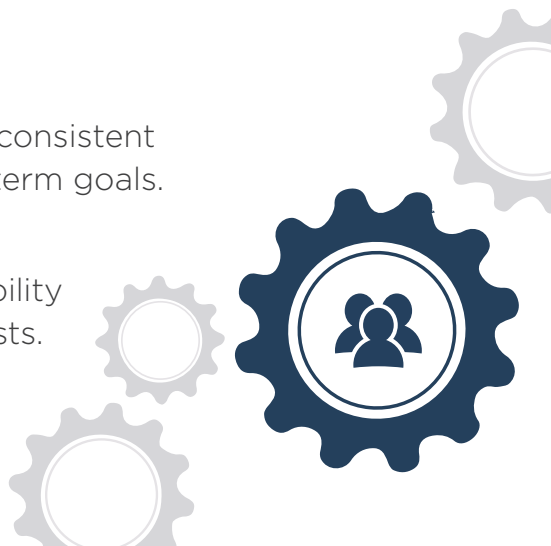 consistent
term goals.
bility
sts.